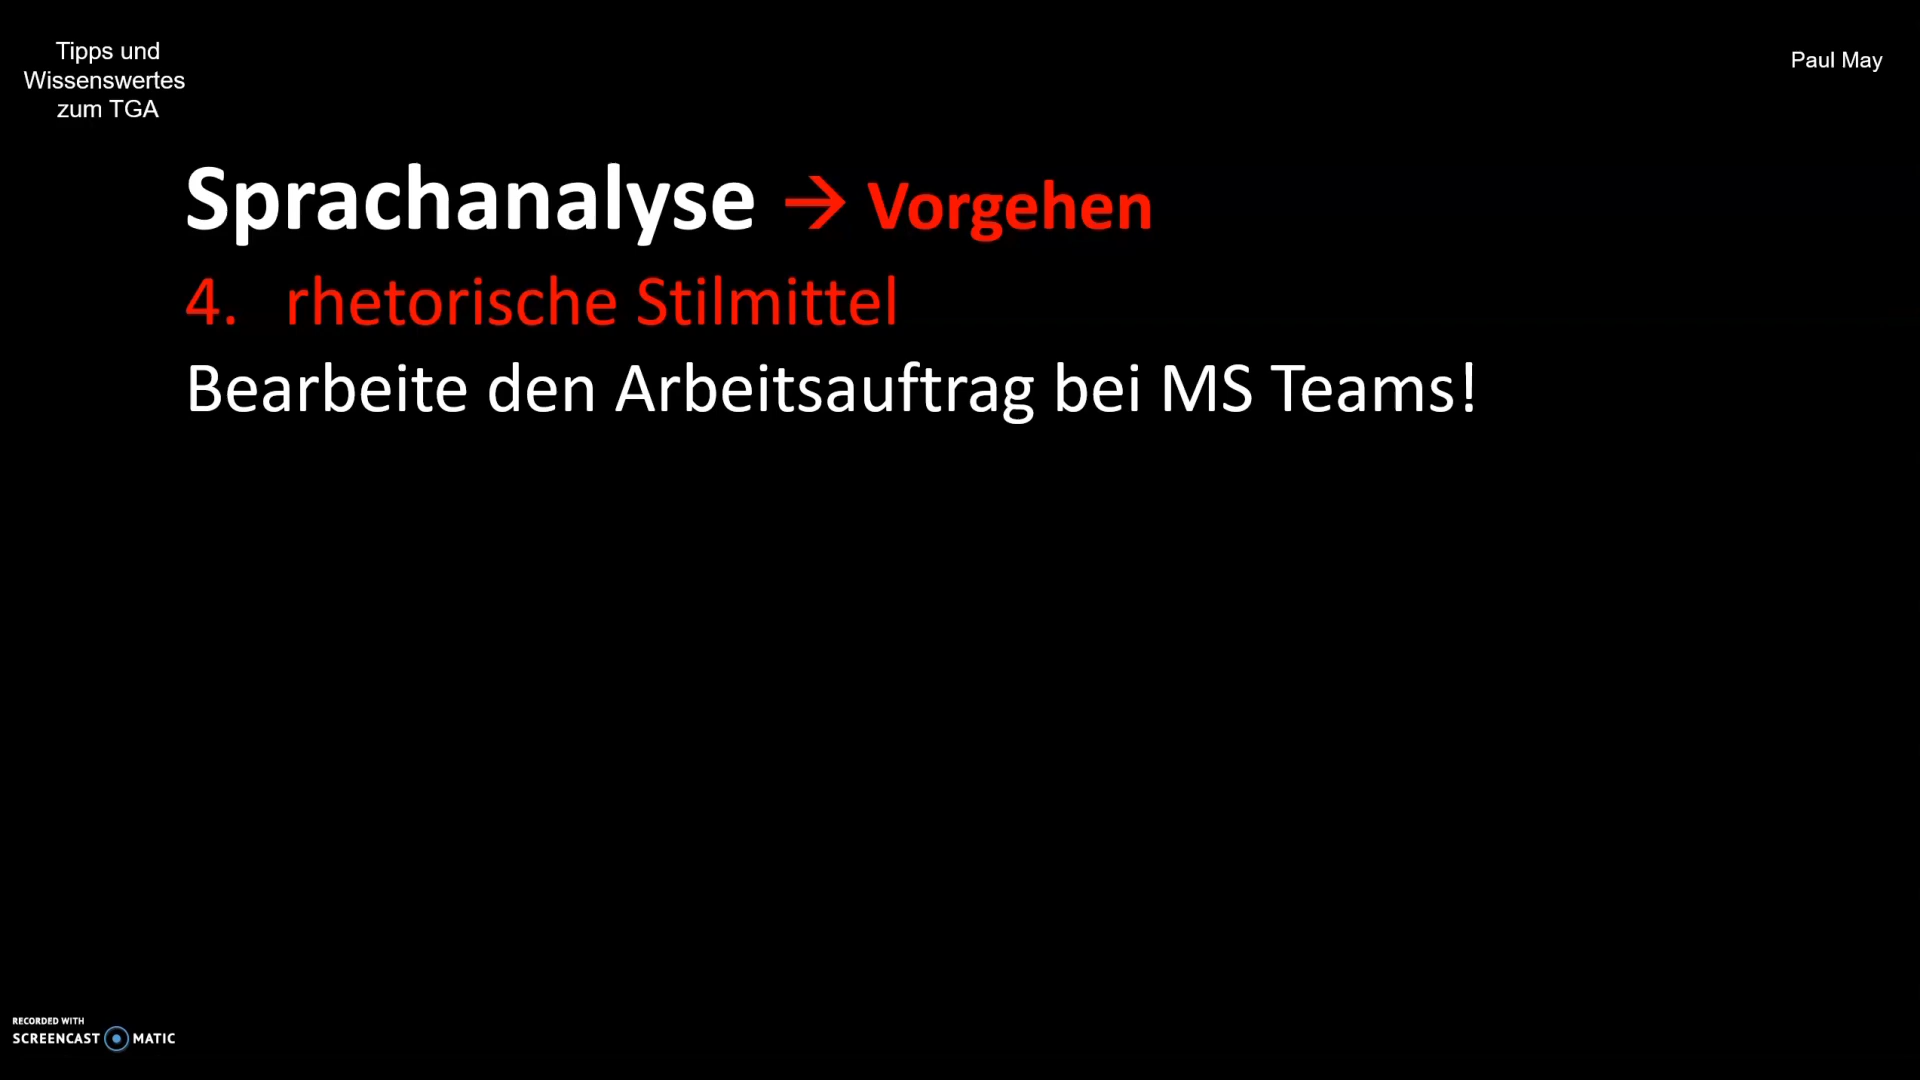 Tipps und
Wissenswertes
zum TGA
Paul May
Sprachanalyse → Vorgehen
4. rhetorische Stilmittel
Bearbeite den Arbeitsauftrag bei MS Teams!
RECORDED WITH
SCREENCAST MATIC